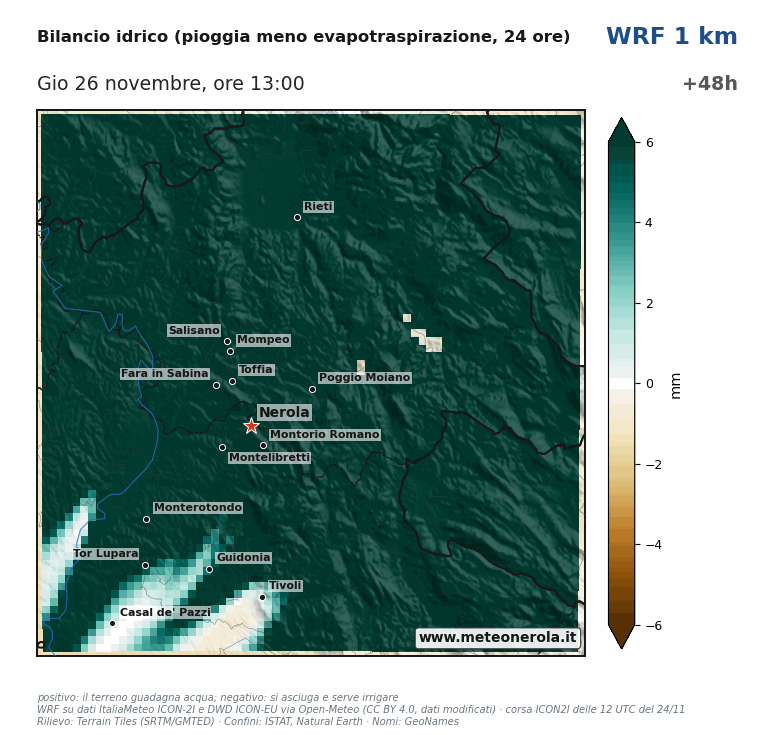 Bilancio idrico (pioggia meno evapotraspirazione, 24 ore)
WRF 1 km
Gio 26 novembre, ore 13:00
+48h
Rieti
Salisano
Mompeo
Toffia
Fara in Sabina
Poggio Moiano
Nerola
Montorio Romano
Montelibretti
Monterotondo
Tor Lupara
Guidonia
Tivoli
Casal de' Pazzi
www.meteonerola.it
6
4
2
0
−2
−4
−6
mm
positivo: il terreno guadagna acqua; negativo: si asciuga e serve irrigare
WRF su dati ItaliaMeteo ICON-2I e DWD ICON-EU via Open-Meteo (CC BY 4.0, dati modificati) · corsa ICON2I delle 12 UTC del 24/11
Rilievo: Terrain Tiles (SRTM/GMTED) · Confini: ISTAT, Natural Earth · Nomi: GeoNames